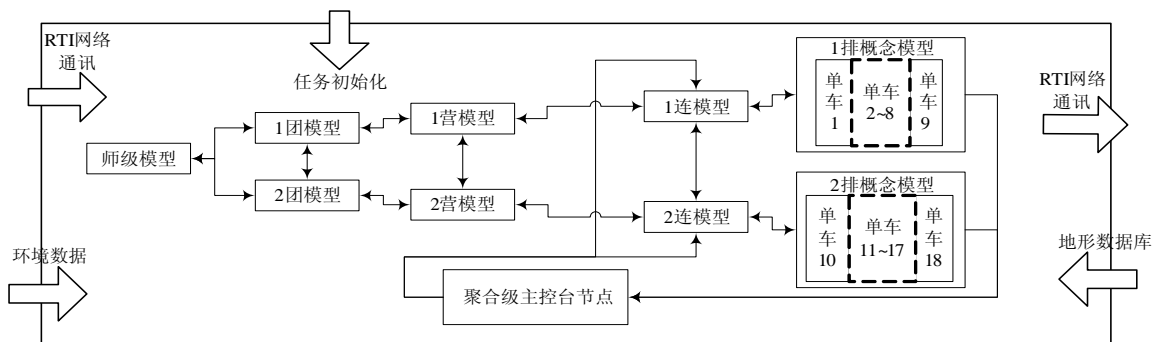 RTI网络
通讯
任务初始化
环境数据
师级模型
1团模型
2团模型
1营模型
2营模型
1连模型
2连模型
1排概念模型
单
车
1
单车
2~8
单
车
9
2排概念模型
单
车
10
单车
11~17
单
车
18
聚合级主控台节点
RTI网络
通讯
地形数据库